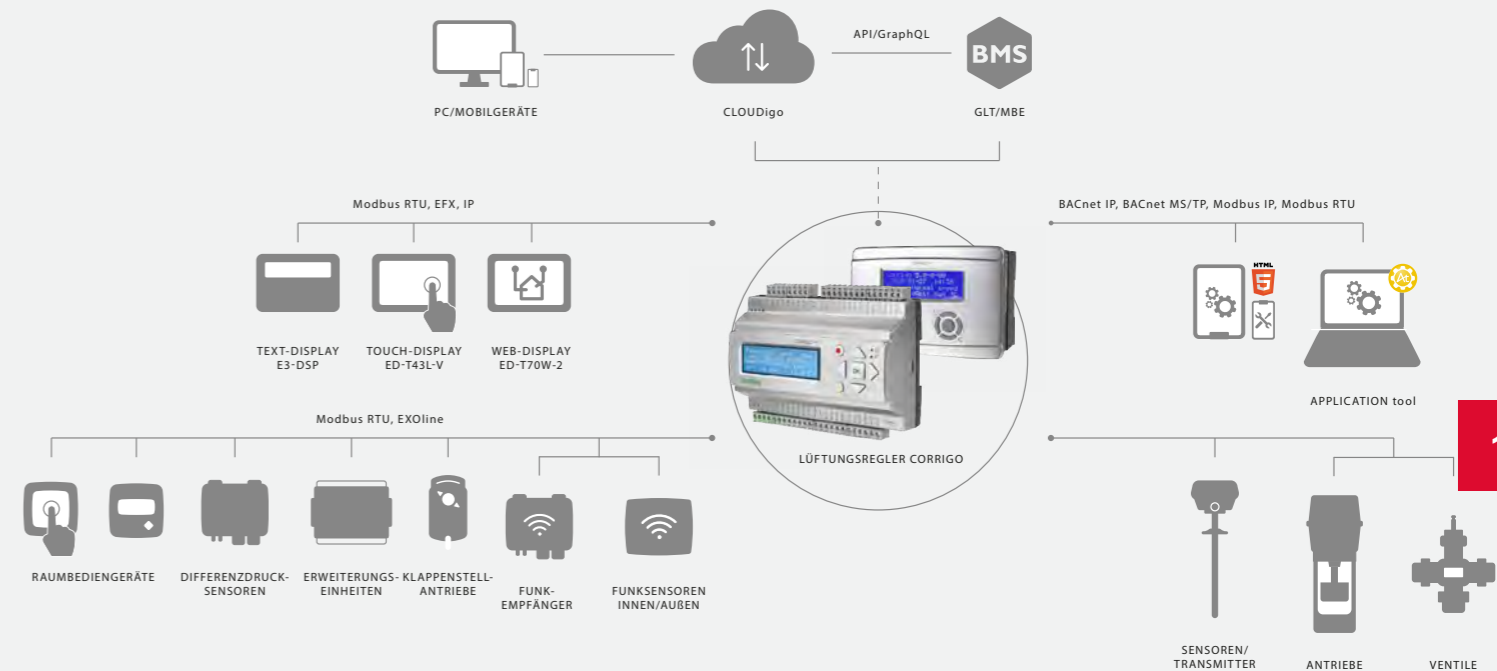 API/GraphQL
BMS
PC/MOBILGERÄTE
CLOUDigo
GLT/MBE
Modbus RTU, EFX, IP
BACnet IP, BACnet MS/TP, Modbus IP, Modbus RTU
HTML
5
TEXT-DISPLAY
E3-DSP
TOUCH-DISPLAY
ED-T43L-V
WEB-DISPLAY
ED-T70W-2
OK
APPLICATION tool
Modbus RTU, EXOline
LÜFTUNGSREGLER CORRIGO
RAUMBEDIENGERÄTE
DIFFERENZDRUCK-
SENSOREN
ERWEITERUNGS-
EINHEITEN
KLAPPENSTELL-
ANTRIEBE
FUNK-
EMPFÄNGER
FUNKSENSOREN
INNEN/AUßEN
SENSOREN/
TRANSMITTER
ANTRIEBE
VENTILE